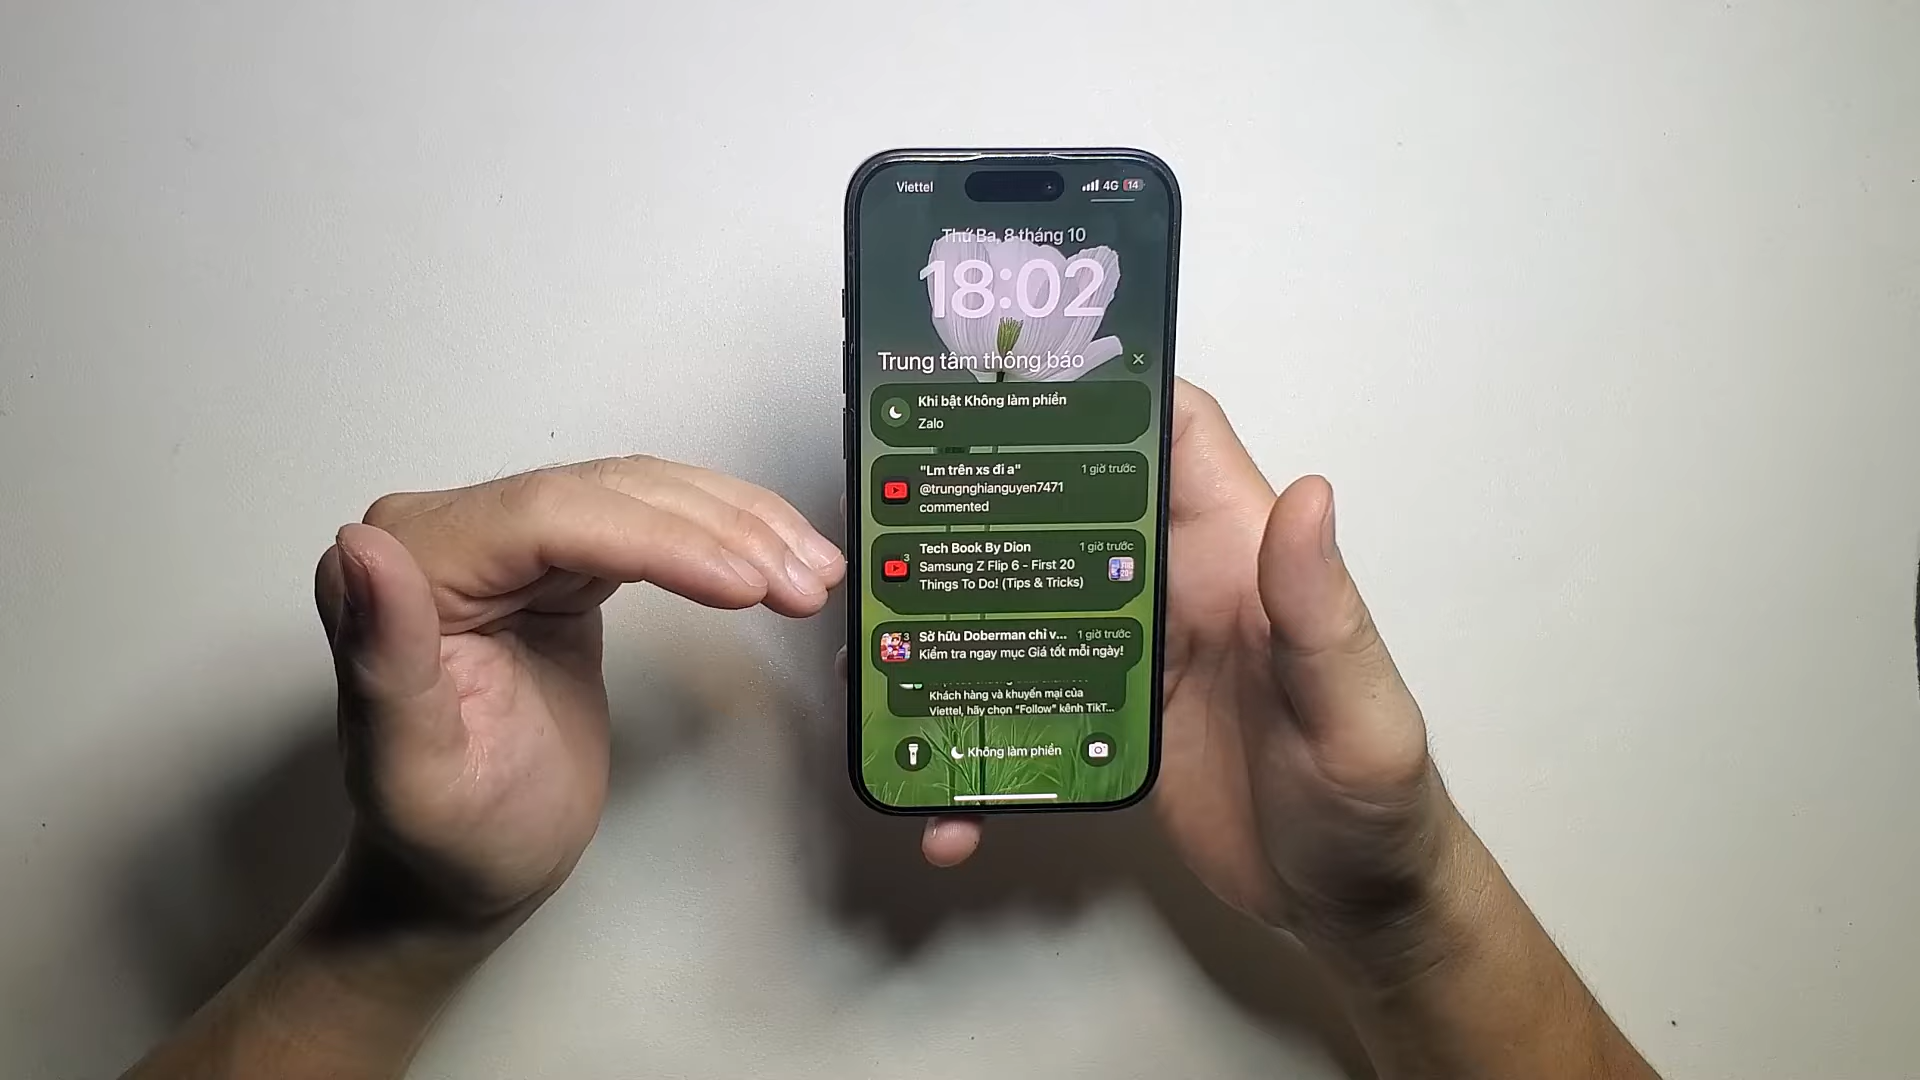 Viettel
4G 14
Thứ Ba, 8 tháng 10
18:02
Trung tâm thông báo
Khi bật Không làm phiền
Zalo
"Lm trên xs đi a" 1 giờ trước
@trungnghianguyen7471
commented
3
Tech Book By Dion 1 giờ trước
Samsung Z Flip 6 - First 20
Things To Do! (Tips & Tricks)
3
Sở hữu Doberman chỉ v... 1 giờ trước
Kiểm tra ngay mục Giá tốt mỗi ngày!
Khách hàng và khuyến mại của
Viettel, hãy chọn “Follow” kênh TikT...
Không làm phiền